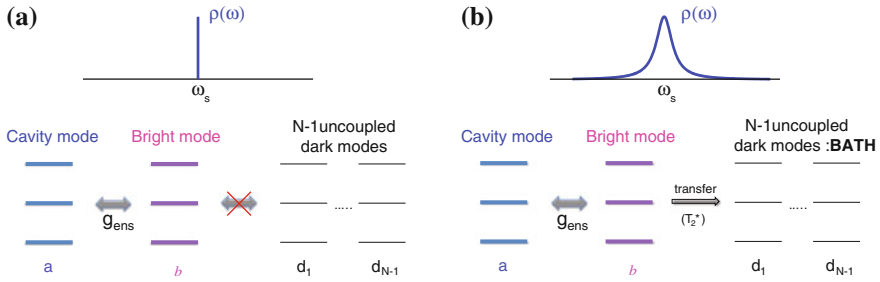 (a)
ρ(ω)
ω_s
Cavity mode
Bright mode
N-1uncoupled
dark modes
g_ens
.....
a
b
d_1
d_N-1
(b)
ρ(ω)
ω_s
Cavity mode
Bright mode
N-1uncoupled
dark modes :BATH
g_ens
transfer
(T_2*)
.....
a
b
d_1
d_N-1